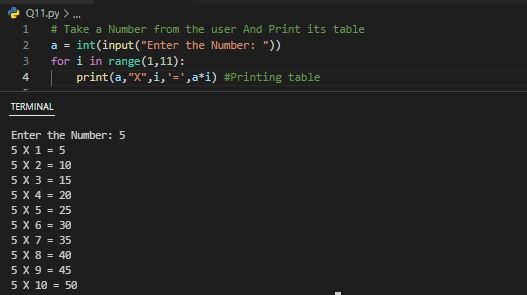 Q11.py > ...
1 # Take a Number from the user And Print its table
2 a = int(input("Enter the Number: "))
3 for i in range(1,11):
4     print(a,"X",i,'=',a*i) #Printing table
TERMINAL
Enter the Number: 5
5 X 1 = 5
5 X 2 = 10
5 X 3 = 15
5 X 4 = 20
5 X 5 = 25
5 X 6 = 30
5 X 7 = 35
5 X 8 = 40
5 X 9 = 45
5 X 10 = 50